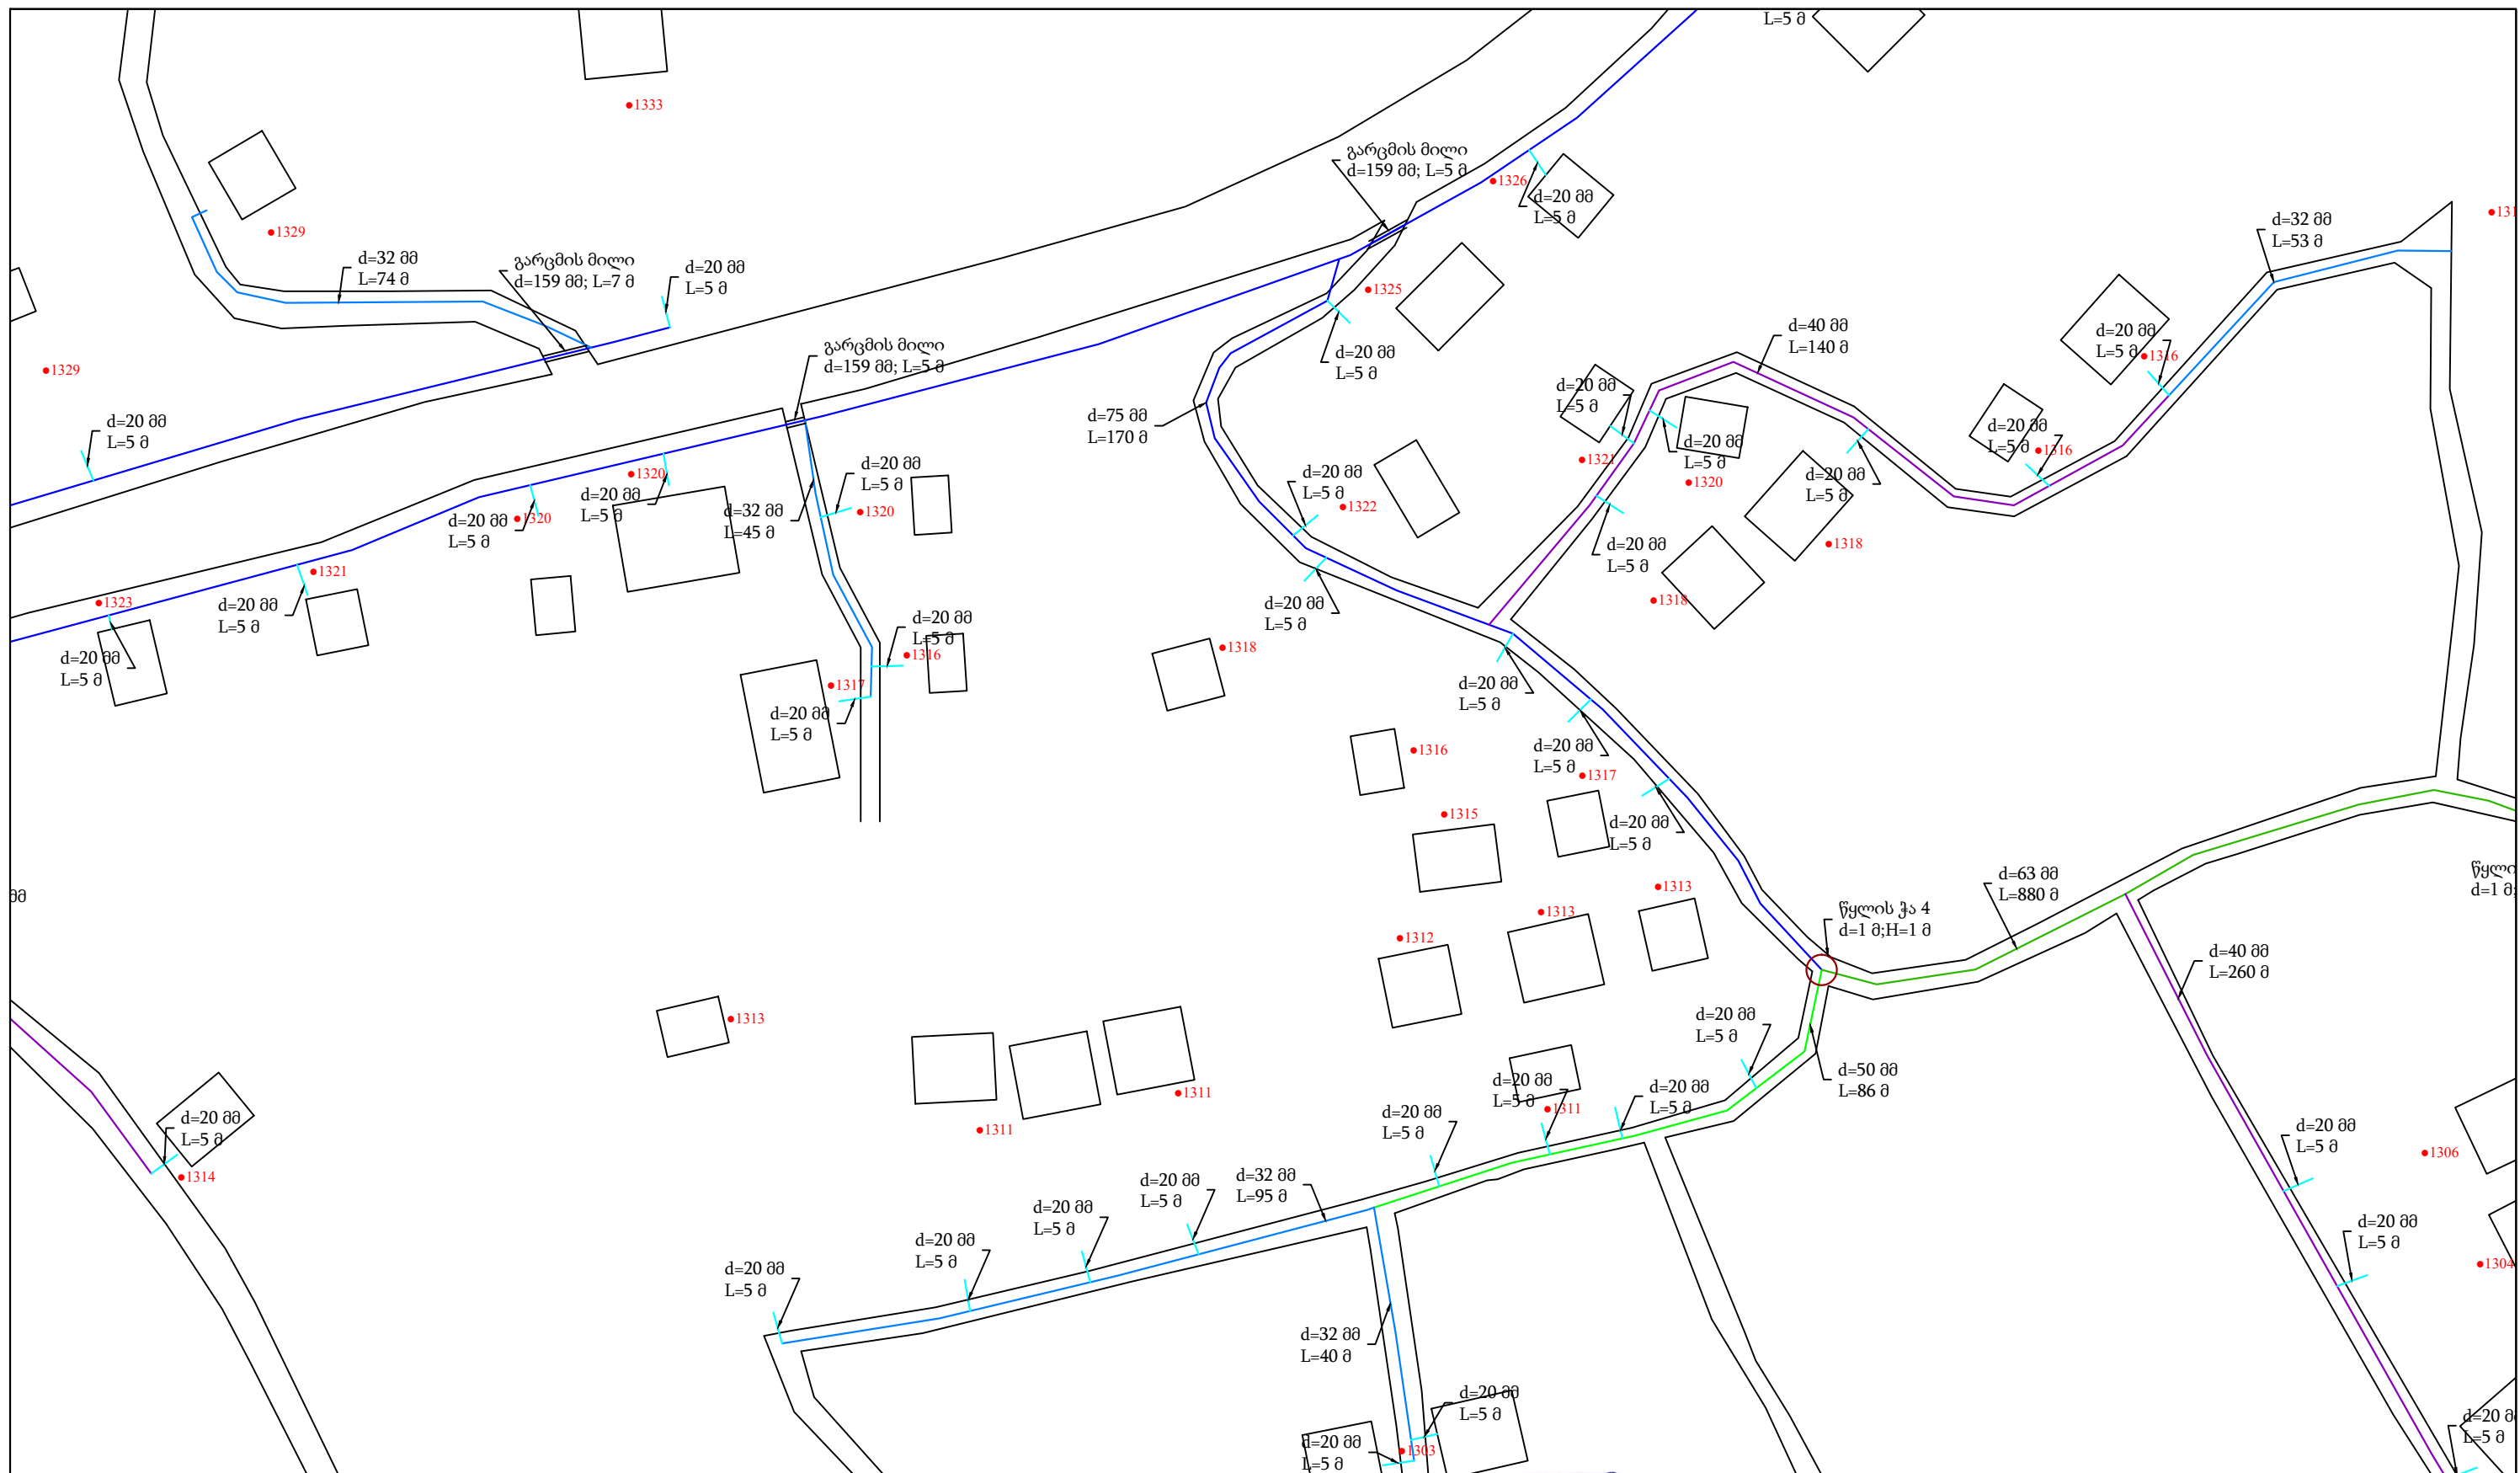 L=5 მ
1333
გარცმის მილი
d=159 მმ; L=5 მ
1326
d=20 მმ
L=5 მ
1329
d=32 მმ
L=53 მ
d=32 მმ
L=74 მ
გარცმის მილი
d=159 მმ; L=7 მ
d=20 მმ
L=5 მ
1325
d=40 მმ
L=140 მ
d=20 მმ
L=5 მ
1316
გარცმის მილი
d=159 მმ; L=5 მ
d=20 მმ
L=5 მ
1329
d=20 მმ
L=5 მ
d=75 მმ
L=170 მ
d=20 მმ
L=5 მ
d=20 მმ
L=5 მ
d=20 მმ
L=5 მ
1316
1321
1320
d=20 მმ
L=5 მ
1320
d=20 მმ
L=5 მ
d=20 მმ
L=5 მ
1322
d=20 მმ
L=5 მ
1320
d=20 მმ
L=5 მ
1320
d=32 მმ
L=45 მ
1320
1318
d=20 მმ
L=5 მ
1321
1323
d=20 მმ
L=5 მ
d=20 მმ
L=5 მ
1318
d=20 მმ
L=5 მ
1316
1318
d=20 მმ
L=5 მ
1317
d=20 მმ
L=5 მ
d=20 მმ
L=5 მ
1316
d=20 მმ
L=5 მ
1317
1315
d=20 მმ
L=5 მ
1313
მმ
d=63 მმ
L=880 მ
d=1 მ;
1313
წყლის ჭა 4
d=1 მ;H=1 მ
1312
d=40 მმ
L=260 მ
1313
d=20 მმ
L=5 მ
d=50 მმ
L=86 მ
1311
d=20 მმ
L=5 მ
1311
d=20 მმ
L=5 მ
d=20 მმ
L=5 მ
1311
d=20 მმ
L=5 მ
1314
d=20 მმ
L=5 მ
1306
d=20 მმ
L=5 მ
d=32 მმ
L=95 მ
d=20 მმ
L=5 მ
d=20 მმ
L=5 მ
d=20 მმ
L=5 მ
1304
d=20 მმ
L=5 მ
d=32 მმ
L=40 მ
d=20 მმ
L=5 მ
d=20 მმ
L=5 მ
1303
d=20 მ
L=5 მ